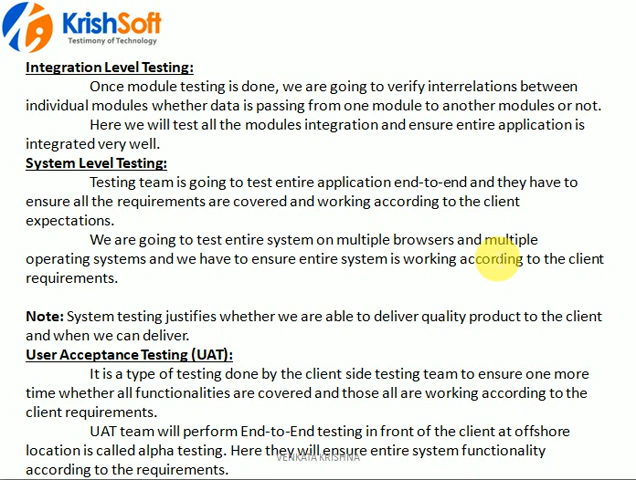 KrishSoft
Testimony of Technology
Integration Level Testing:
Once module testing is done, we are going to verify interrelations between
individual modules whether data is passing from one module to another modules or not.
Here we will test all the modules integration and ensure entire application is
integrated very well.
System Level Testing:
Testing team is going to test entire application end-to-end and they have to
ensure all the requirements are covered and working according to the client
expectations.
We are going to test entire system on multiple browsers and multiple
operating systems and we have to ensure entire system is working according to the client
requirements.
Note: System testing justifies whether we are able to deliver quality product to the client
and when we can deliver.
User Acceptance Testing (UAT):
It is a type of testing done by the client side testing team to ensure one more
time whether all functionalities are covered and those all are working according to the
client requirements.
UAT team will perform End-to-End testing in front of the client at offshore
location is called alpha testing. Here they will ensure entire system functionality
VENKATA KRISHNA
according to the requirements.